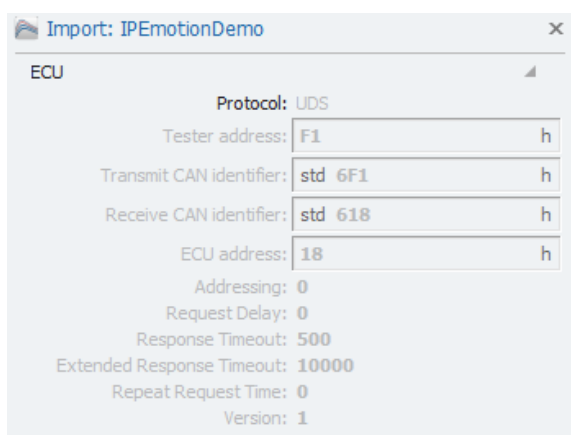 Import: IPEmotionDemo
ECU
Protocol: UDS
Tester address: F1 h
Transmit CAN identifier: std 6F1 h
Receive CAN identifier: std 618 h
ECU address: 18 h
Addressing: 0
Request Delay: 0
Response Timeout: 500
Extended Response Timeout: 10000
Repeat Request Time: 0
Version: 1